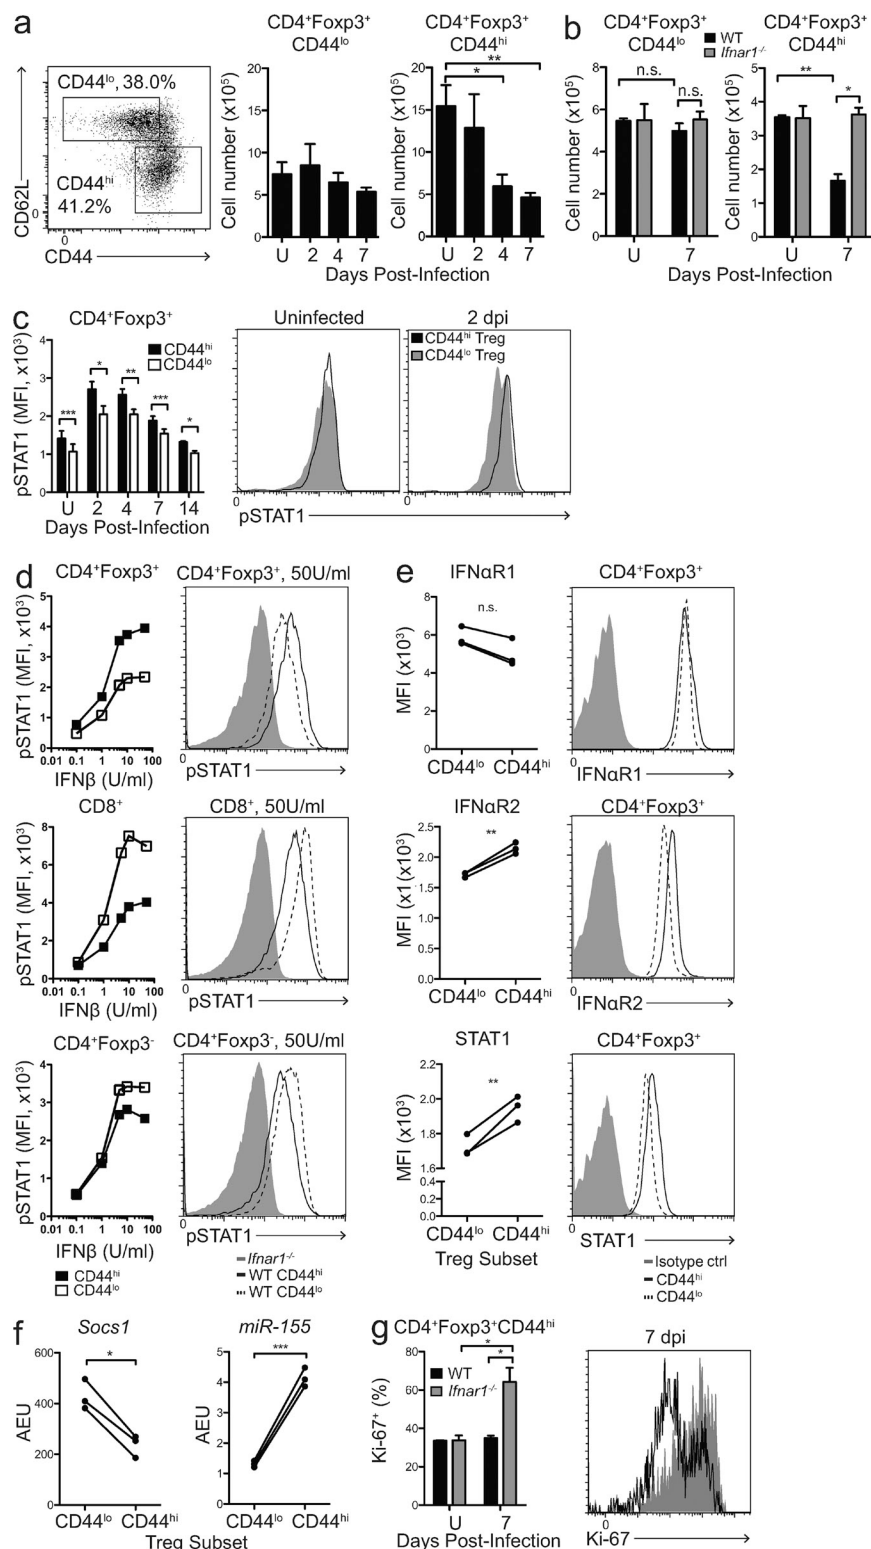 a
CD44lo, 38.0%
CD44hi
41.2%
CD62L
0
0
CD44
CD4+Foxp3+
CD44lo
Cell number (x10⁵)
20
15
10
5
0
U 2 4 7
CD4+Foxp3+
CD44hi
**
*
Cell number (x10⁵)
20
15
10
5
0
U 2 4 7
Days Post-Infection
b
CD4+Foxp3+
CD44lo
WT
Ifnar1-/-
n.s.
n.s.
Cell number (x10⁵)
8
6
4
2
0
U 7
CD4+Foxp3+
CD44hi
**
*
Cell number (x10⁵)
5
4
3
2
1
0
U 7
Days Post-Infection
c
CD4+Foxp3+
CD44hi
CD44lo
pSTAT1 (MFI, x10³)
4
3
2
1
0
*** * ** *** *
U 2 4 7 14
Days Post-Infection
Uninfected
2 dpi
CD44hi Treg
CD44lo Treg
0
0
pSTAT1
d
CD4+Foxp3+
pSTAT1 (MFI, x10³)
5
4
3
2
1
0
0.01 0.1 1 10 100
IFNβ (U/ml)
CD4+Foxp3+, 50U/ml
0
pSTAT1
CD8+
pSTAT1 (MFI, x10³)
8
6
4
2
0
0.01 0.1 1 10 100
IFNβ (U/ml)
CD8+, 50U/ml
0
pSTAT1
CD4+Foxp3-
pSTAT1 (MFI, x10³)
4
3
2
1
0
0.01 0.1 1 10 100
IFNβ (U/ml)
CD44hi
CD44lo
CD4+Foxp3-, 50U/ml
0
pSTAT1
Ifnar1-/-
WT CD44hi
WT CD44lo
e
IFNαR1
n.s.
MFI (x10³)
8
6
4
2
0
CD44lo CD44hi
CD4+Foxp3+
0
IFNαR1
IFNαR2
**
MFI (x1(x10³)
2.5
2.0
1.5
1.0
0.0
CD44lo CD44hi
CD4+Foxp3+
0
IFNαR2
STAT1
**
MFI (x10³)
2.2
2.0
1.8
1.6
0.4
0.2
0.0
CD44lo CD44hi
Treg Subset
CD4+Foxp3+
0
STAT1
Isotype ctrl
CD44hi
CD44lo
f
Socs1
*
AEU
600
400
200
0
CD44lo CD44hi
miR-155
***
AEU
5
4
3
2
1
0
CD44lo CD44hi
Treg Subset
g
CD4+Foxp3+CD44hi
*
*
WT
Ifnar1-/-
Ki-67+ (%)
80
60
40
20
0
U 7
Days Post-Infection
7 dpi
0
Ki-67